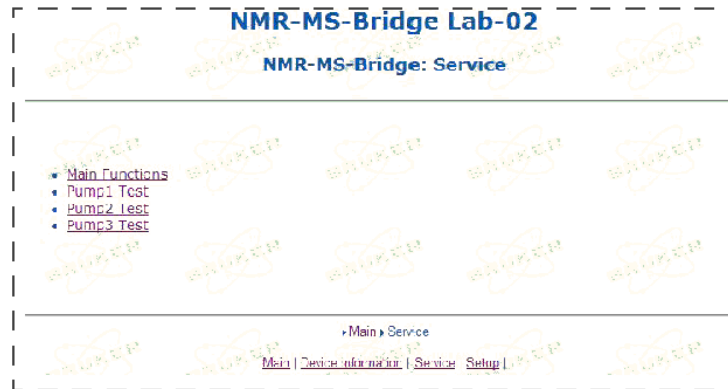 NMR-MS-Bridge Lab-02
NMR-MS-Bridge: Service
Main Functions
Pump1 Test
Pump2 Test
Pump3 Test
Main Service
Main | Device Information | Service Setup |